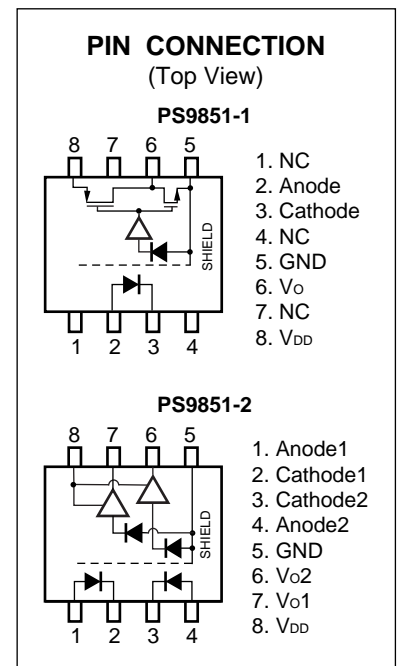 PIN CONNECTION
(Top View)
PS9851-1
8 7 6 5
SHIELD
1 2 3 4
1. NC
2. Anode
3. Cathode
4. NC
5. GND
6. VO
7. NC
8. VDD
PS9851-2
8 7 6 5
SHIELD
1 2 3 4
1. Anode1
2. Cathode1
3. Cathode2
4. Anode2
5. GND
6. VO2
7. VO1
8. VDD